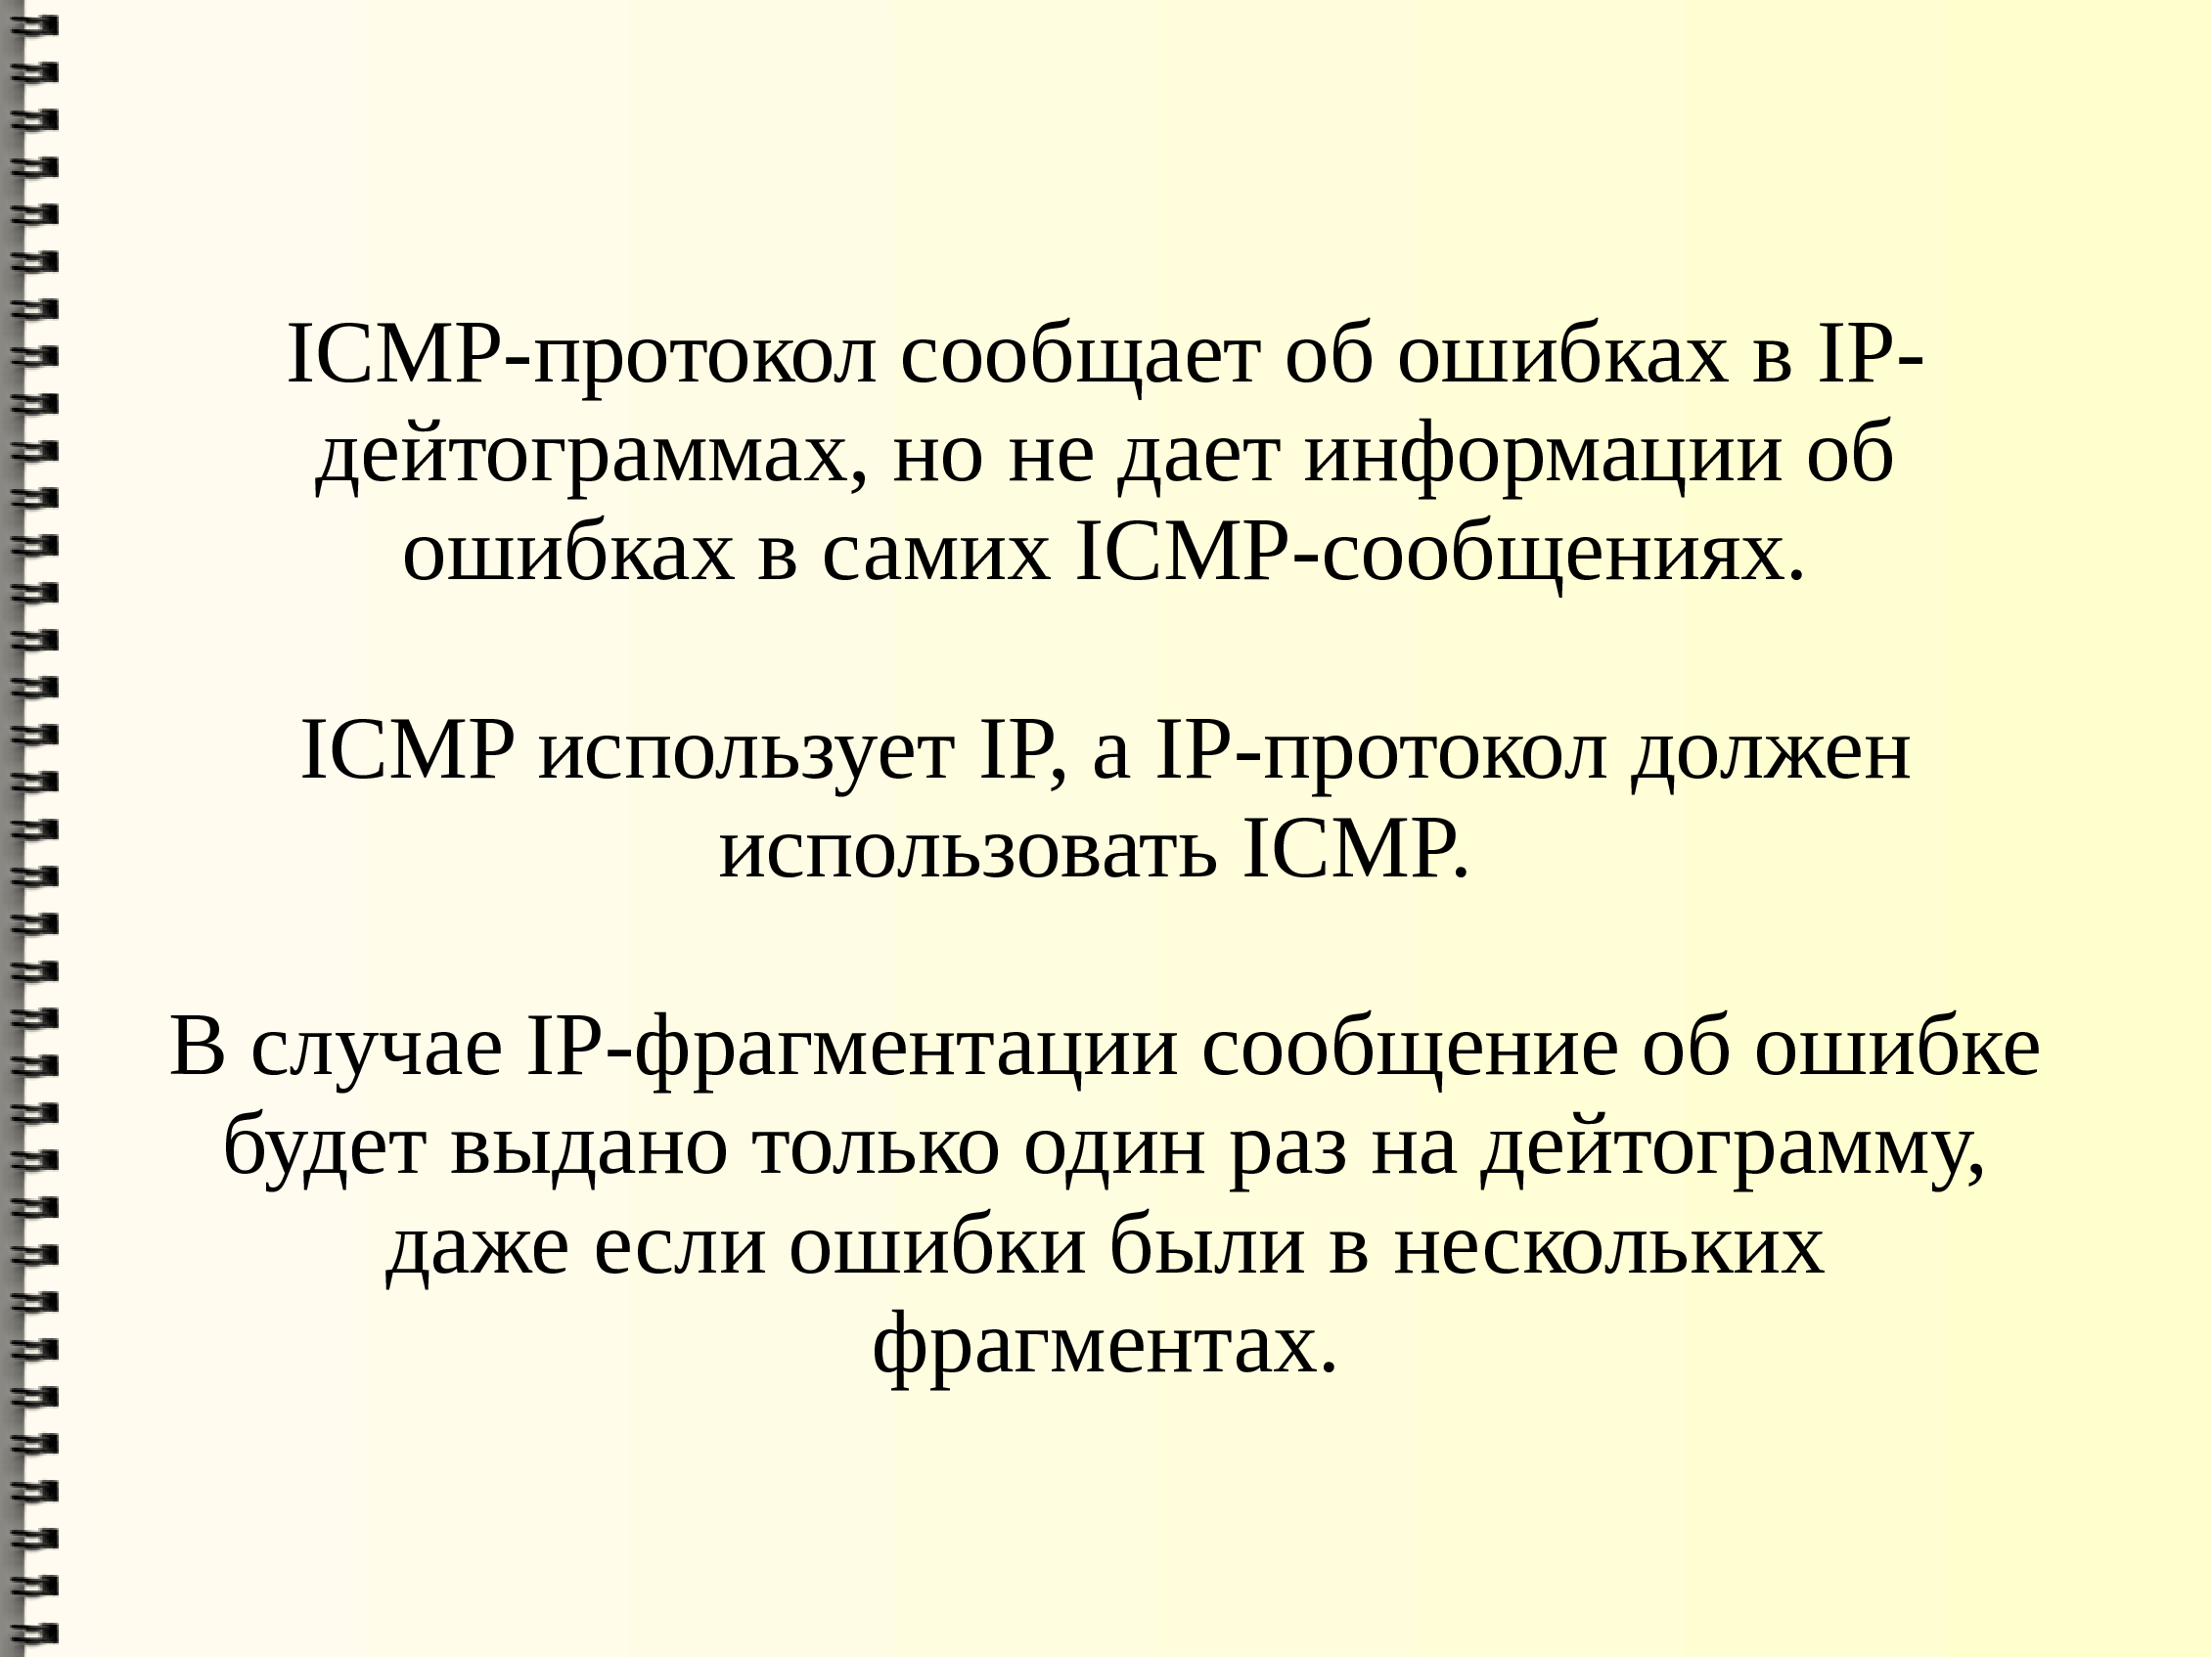 ICMP-протокол сообщает об ошибках в IP-
дейтограммах, но не дает информации об
ошибках в самих ICMP-сообщениях.
ICMP использует IP, а IP-протокол должен
использовать ICMP.
В случае IP-фрагментации сообщение об ошибке
будет выдано только один раз на дейтограмму,
даже если ошибки были в нескольких
фрагментах.